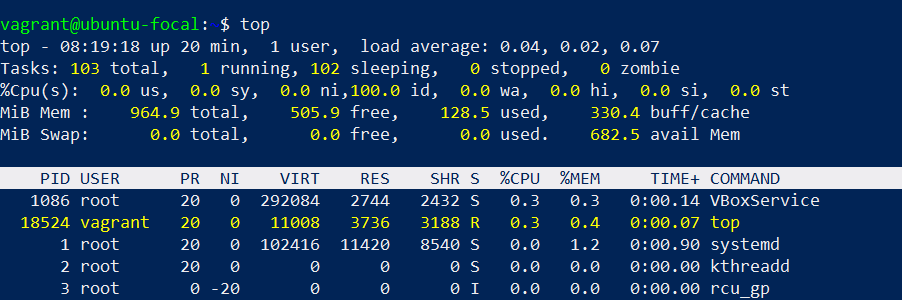 vagrant@ubuntu-focal:~$ top
top - 08:19:18 up 20 min,  1 user,  load average: 0.04, 0.02, 0.07
Tasks: 103 total,   1 running, 102 sleeping,   0 stopped,   0 zombie
%Cpu(s):  0.0 us,  0.0 sy,  0.0 ni,100.0 id,  0.0 wa,  0.0 hi,  0.0 si,  0.0 st
MiB Mem :    964.9 total,    505.9 free,    128.5 used,    330.4 buff/cache
MiB Swap:      0.0 total,      0.0 free,      0.0 used.    682.5 avail Mem
PID USER      PR  NI    VIRT    RES    SHR S  %CPU  %MEM     TIME+ COMMAND
1086 root      20   0  292084   2744   2432 S   0.3   0.3   0:00.14 VBoxService
18524 vagrant   20   0   11008   3736   3188 R   0.3   0.4   0:00.07 top
1 root      20   0  102416  11420   8540 S   0.0   1.2   0:00.90 systemd
2 root      20   0       0      0      0 S   0.0   0.0   0:00.00 kthreadd
3 root       0 -20       0      0      0 I   0.0   0.0   0:00.00 rcu_gp